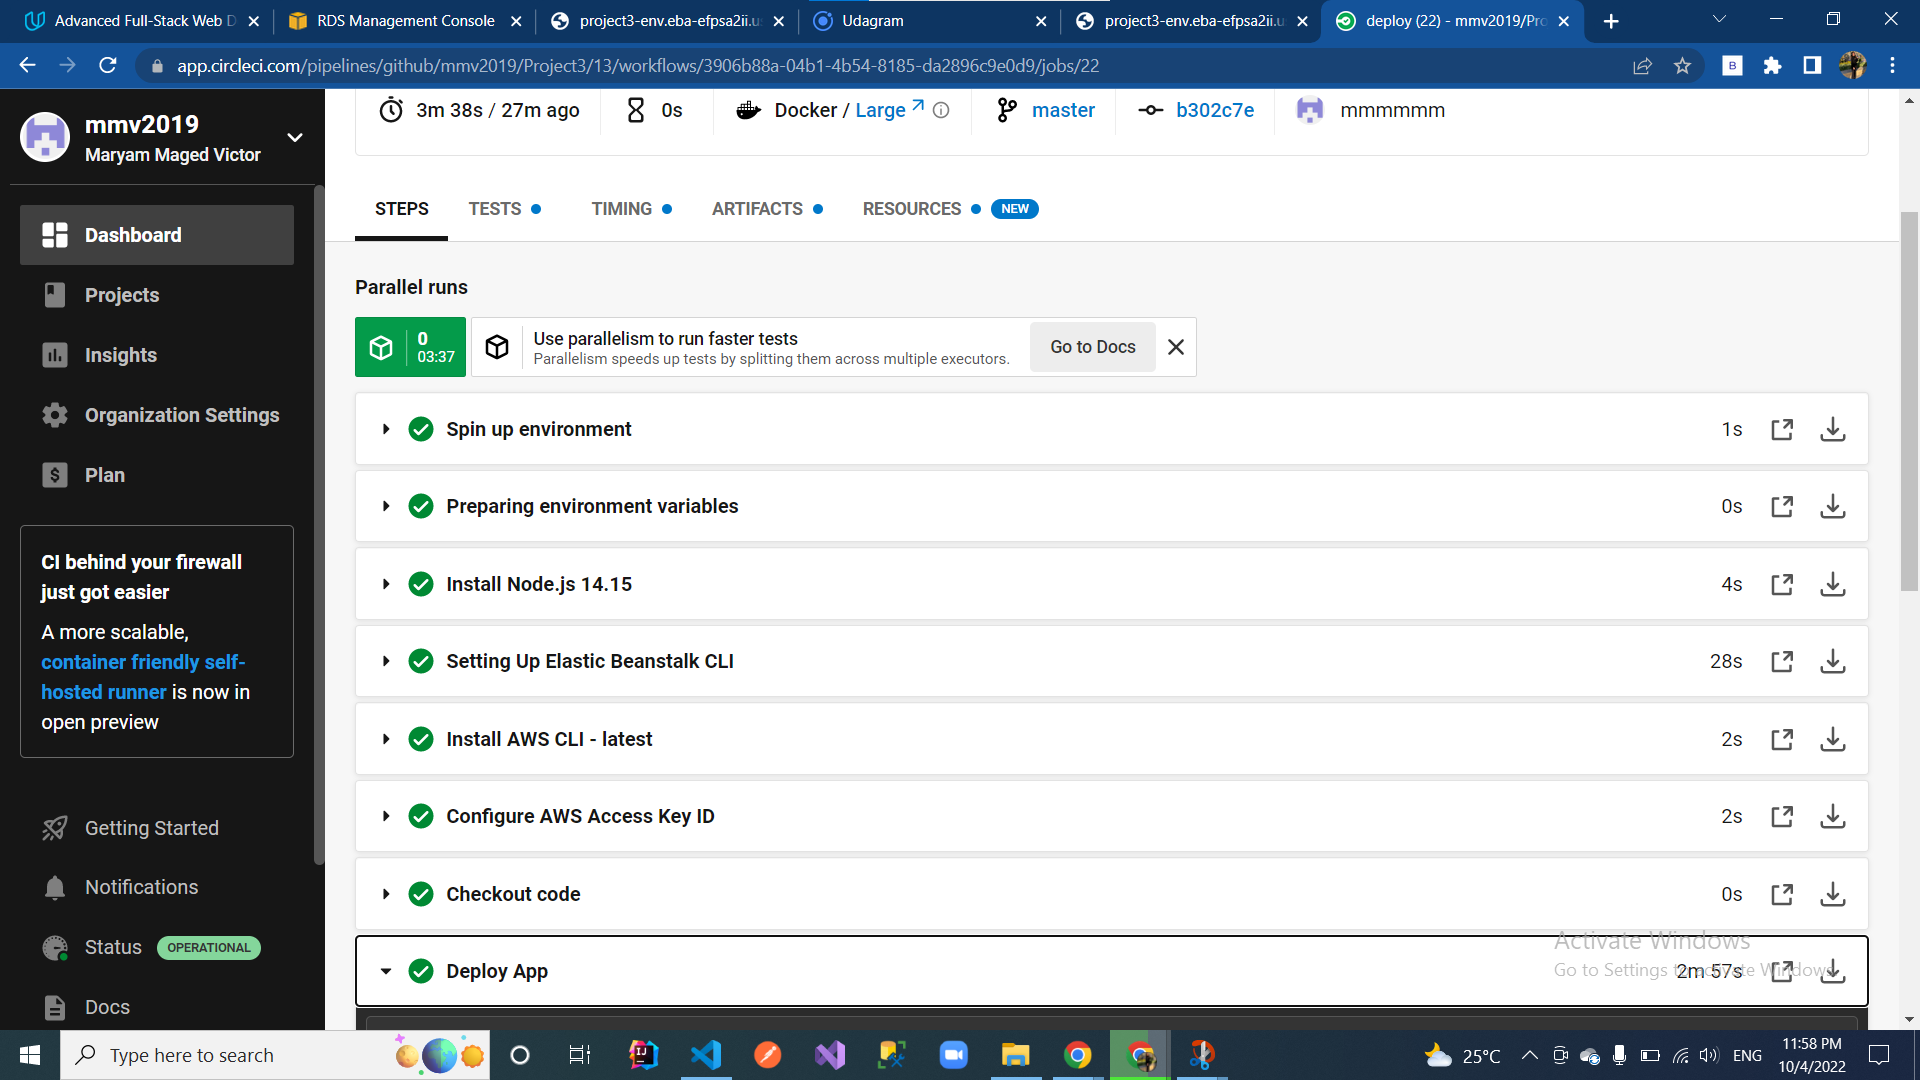 Advanced Full-Stack Web D
RDS Management Console
project3-env.eba-efpsa2ii.u
Udagram
project3-env.eba-efpsa2ii.u
deploy (22) - mmv2019/Pro
app.circleci.com/pipelines/github/mmv2019/Project3/13/workflows/3906b88a-04b1-4b54-8185-da2896c9e0d9/jobs/22
mmv2019
Maryam Maged Victor
Dashboard
Projects
Insights
Organization Settings
Plan
CI behind your firewall
just got easier
A more scalable,
container friendly self-
hosted runner is now in
open preview
Getting Started
Notifications
Status OPERATIONAL
Docs
3m 38s / 27m ago
0s
Docker / Large
master
b302c7e
mmmmmm
STEPS
TESTS
TIMING
ARTIFACTS
RESOURCES NEW
Parallel runs
0
03:37
Use parallelism to run faster tests
Parallelism speeds up tests by splitting them across multiple executors.
Go to Docs
Spin up environment 1s
Preparing environment variables 0s
Install Node.js 14.15 4s
Setting Up Elastic Beanstalk CLI 28s
Install AWS CLI - latest 2s
Configure AWS Access Key ID 2s
Checkout code 0s
Deploy App 2m 57s
Activate Windows
Go to Settings to activate Windows.
Type here to search
25°C
ENG
11:58 PM
10/4/2022